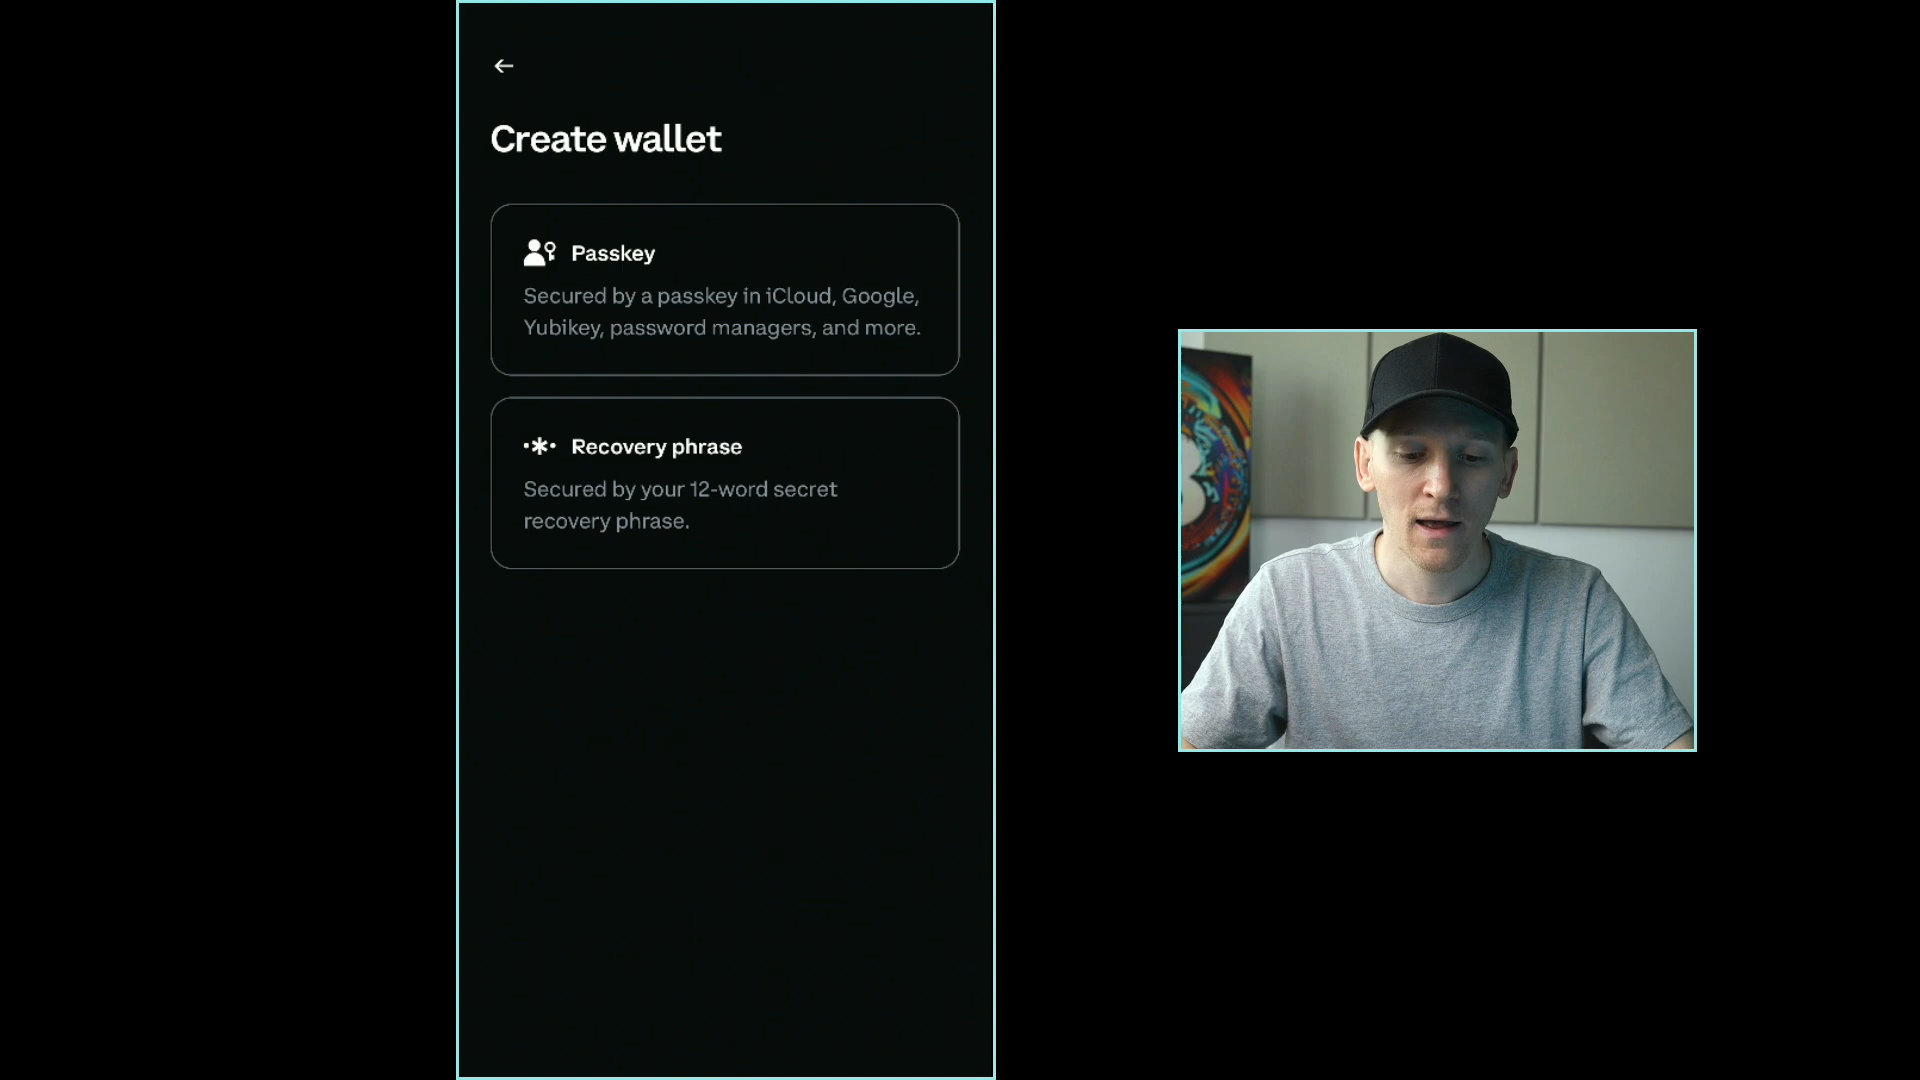 Create wallet
Passkey
Secured by a passkey in iCloud, Google,
Yubikey, password managers, and more.
Recovery phrase
Secured by your 12-word secret
recovery phrase.